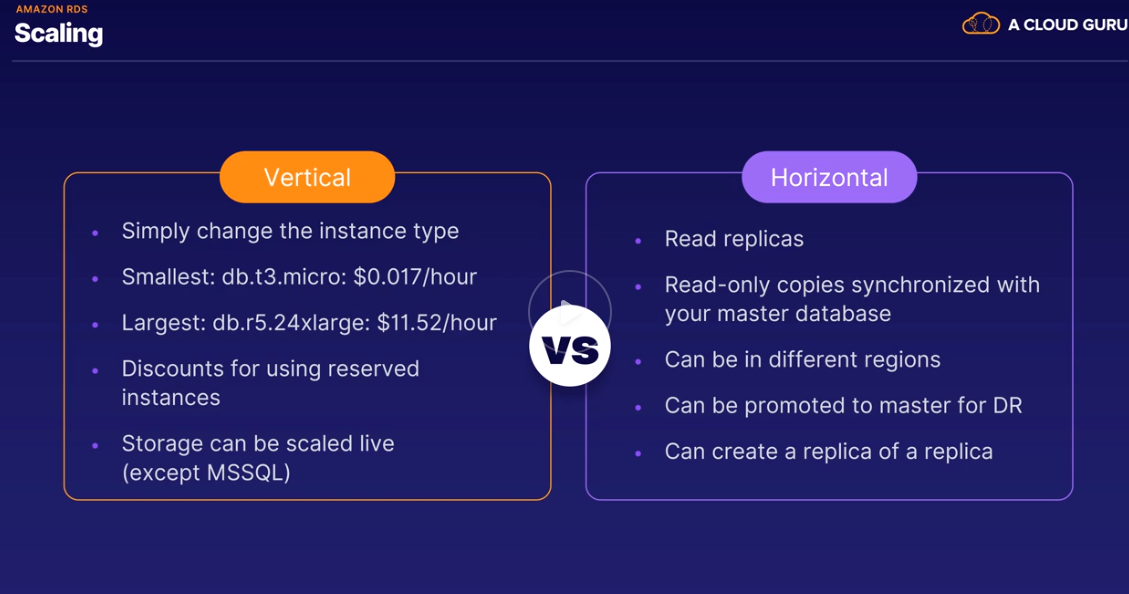 AMAZON RDS
Scaling
A CLOUD GURU
Vertical
Simply change the instance type
Smallest: db.t3.micro: $0.017/hour
Largest: db.r5.24xlarge: $11.52/hour
Discounts for using reserved
instances
Storage can be scaled live
(except MSSQL)
vs
Horizontal
Read replicas
Read-only copies synchronized with
your master database
Can be in different regions
Can be promoted to master for DR
Can create a replica of a replica